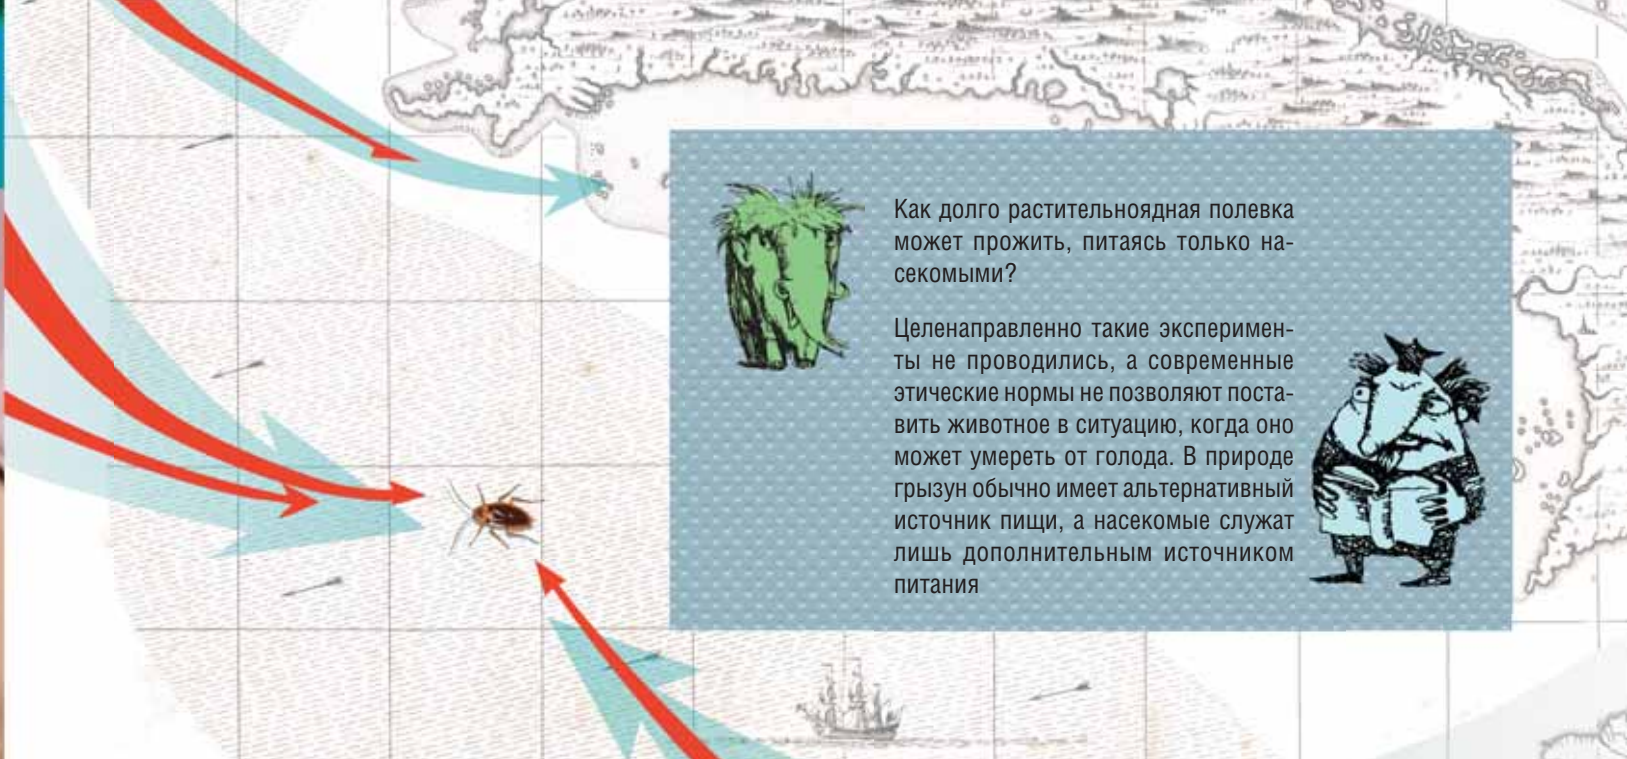 Как долго растительноядная полевка
может прожить, питаясь только на-
секомыми?
Целенаправленно такие эксперимен-
ты не проводились, а современные
этические нормы не позволяют поста-
вить животное в ситуацию, когда оно
может умереть от голода. В природе
грызун обычно имеет альтернативный
источник пищи, а насекомые служат
лишь дополнительным источником
питания